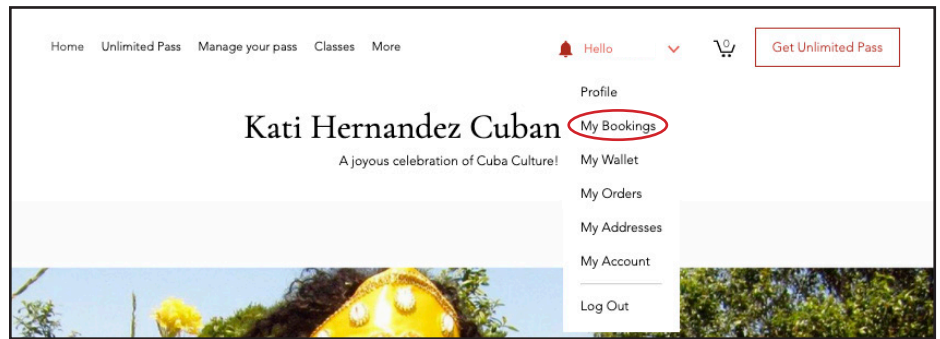 Home Unlimited Pass Manage your pass Classes More Hello 0 Get Unlimited Pass
Profile
Kati Hernandez Cuban
My Bookings
A joyous celebration of Cuba Culture!
My Wallet
My Orders
My Addresses
My Account
Log Out